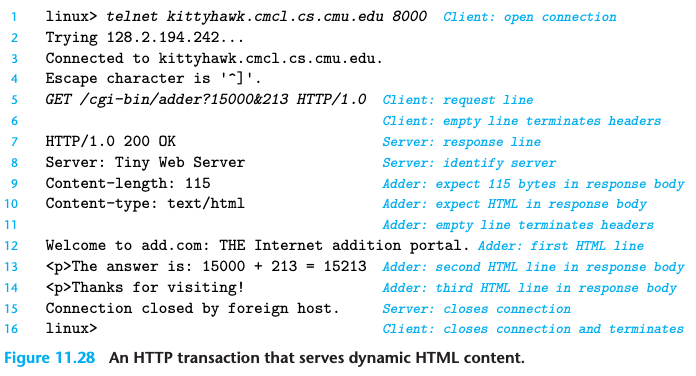 1 linux> telnet kittyhawk.cmcl.cs.cmu.edu 8000 Client: open connection
2 Trying 128.2.194.242...
3 Connected to kittyhawk.cmcl.cs.cmu.edu.
4 Escape character is '^]'.
5 GET /cgi-bin/adder?15000&213 HTTP/1.0 Client: request line
6 Client: empty line terminates headers
7 HTTP/1.0 200 OK Server: response line
8 Server: Tiny Web Server Server: identify server
9 Content-length: 115 Adder: expect 115 bytes in response body
10 Content-type: text/html Adder: expect HTML in response body
11 Adder: empty line terminates headers
12 Welcome to add.com: THE Internet addition portal. Adder: first HTML line
13 <p>The answer is: 15000 + 213 = 15213 Adder: second HTML line in response body
14 <p>Thanks for visiting! Adder: third HTML line in response body
15 Connection closed by foreign host. Server: closes connection
16 linux> Client: closes connection and terminates
Figure 11.28 An HTTP transaction that serves dynamic HTML content.